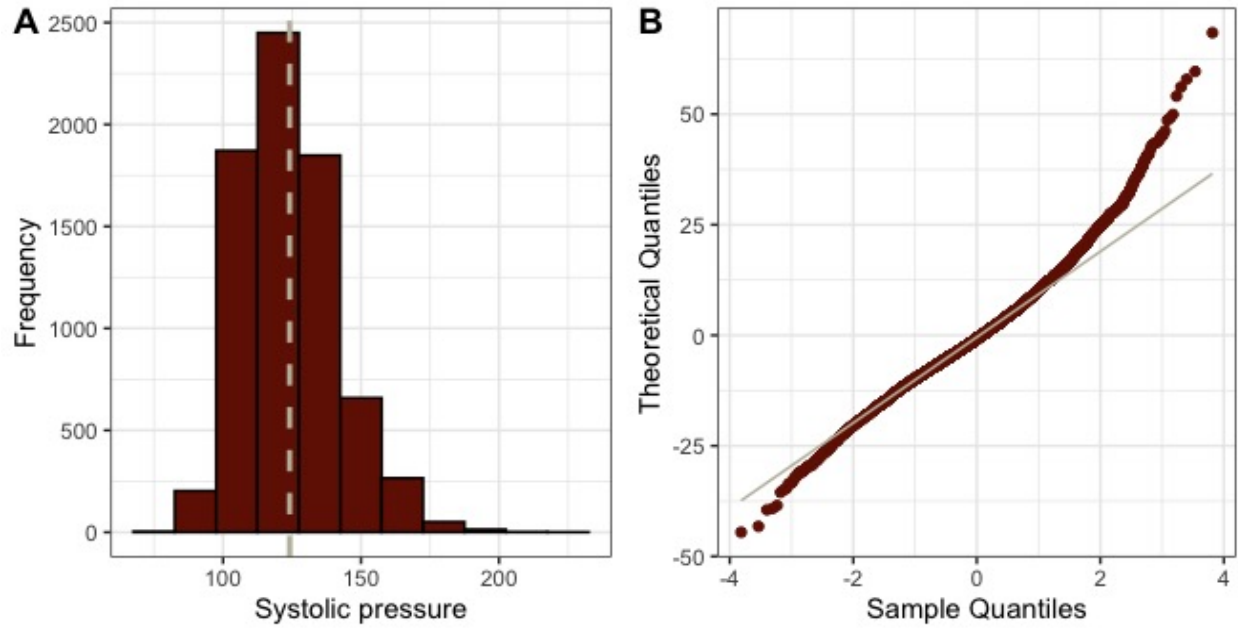 A
2500
2000
1500
1000
500
0
Frequency
100 150 200
Systolic pressure
B
50
25
0
-25
-50
Theoretical Quantiles
-4 -2 0 2 4
Sample Quantiles